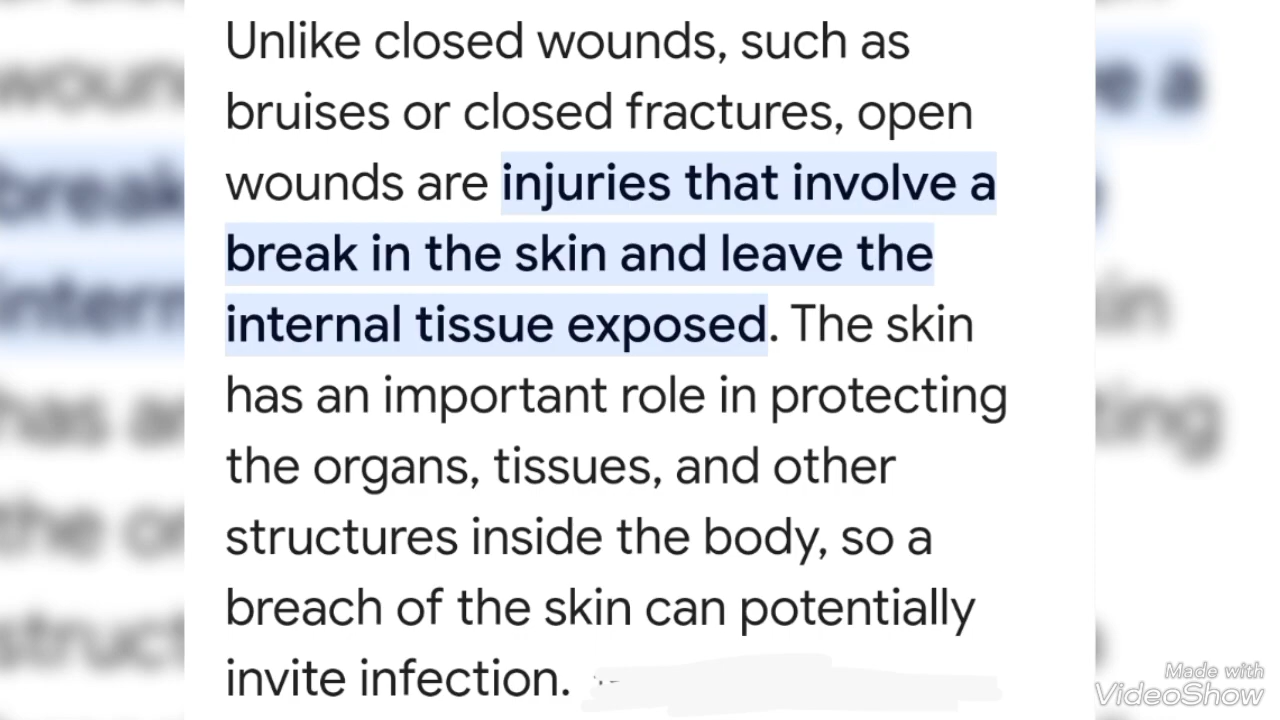 Unlike closed wounds, such as
bruises or closed fractures, open
wounds are injuries that involve a
break in the skin and leave the
internal tissue exposed. The skin
has an important role in protecting
the organs, tissues, and other
structures inside the body, so a
breach of the skin can potentially
invite infection.
Made with
VideoShow